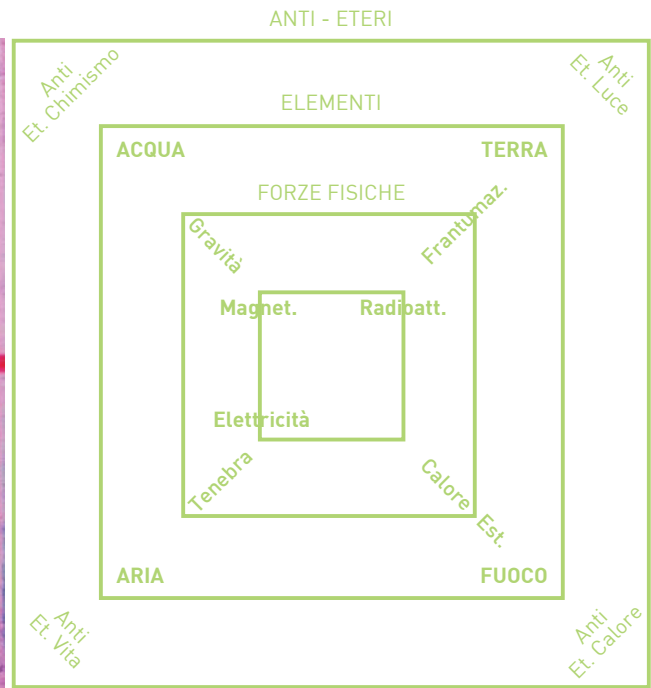 ANTI - ETERI
Anti
Et. Chimismo
Anti
Et. Luce
ELEMENTI
ACQUA
TERRA
FORZE FISICHE
Gravità
Frantumaz.
Magnet.
Radioatt.
Elettricità
Tenebra
Calore Est.
ARIA
FUOCO
Anti
Et. Vita
Anti
Et. Calore